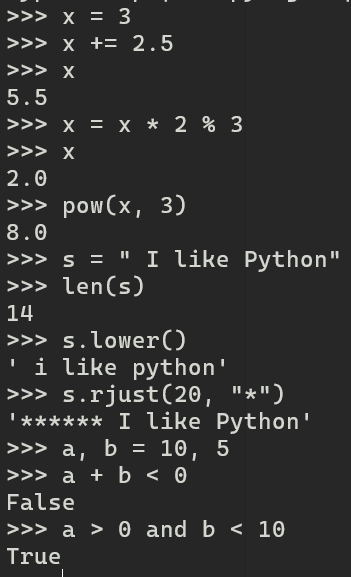 >>> x = 3
>>> x += 2.5
>>> x
5.5
>>> x = x * 2 % 3
>>> x
2.0
>>> pow(x, 3)
8.0
>>> s = " I like Python"
>>> len(s)
14
>>> s.lower()
' i like python'
>>> s.rjust(20, "*")
'****** I like Python'
>>> a, b = 10, 5
>>> a + b < 0
False
>>> a > 0 and b < 10
True